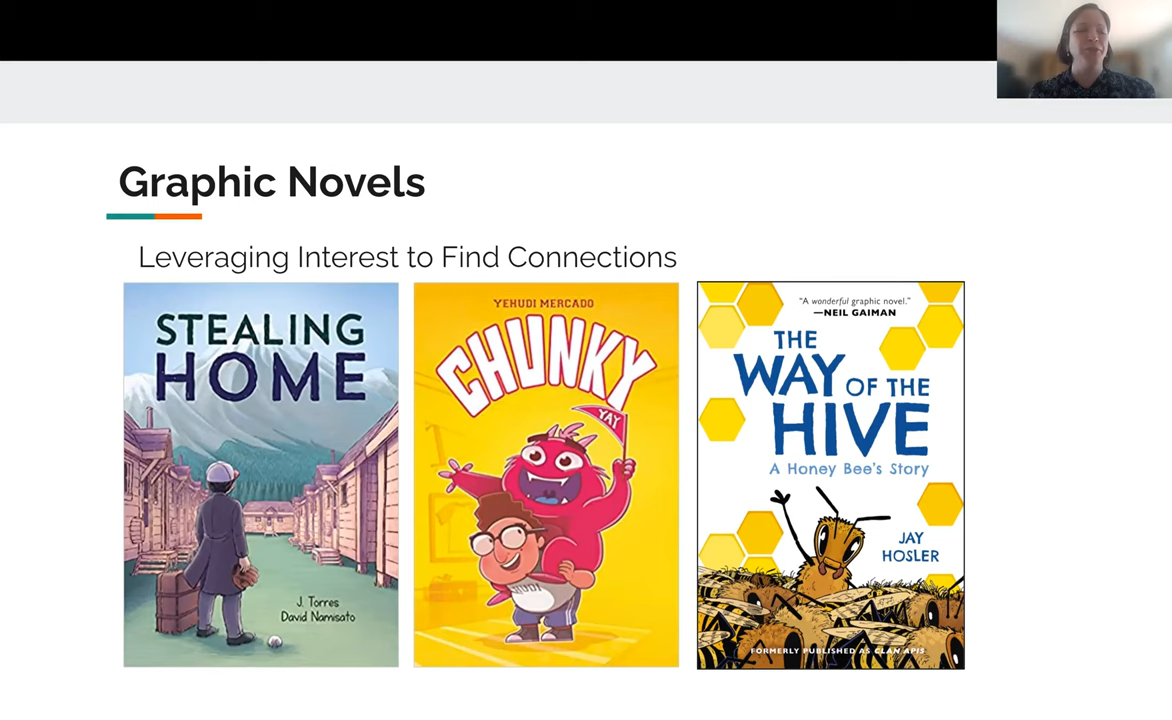 Graphic Novels
Leveraging Interest to Find Connections
STEALING
HOME
J. Torres
David Namisato
YEHUDI MERCADO
CHUNKY
YAY
HUDI
"A wonderful graphic novel."
—NEIL GAIMAN
THE
WAY OF THE
HIVE
A Honey Bee's Story
JAY
HOSLER
FORMERLY PUBLISHED AS CLAN APIS